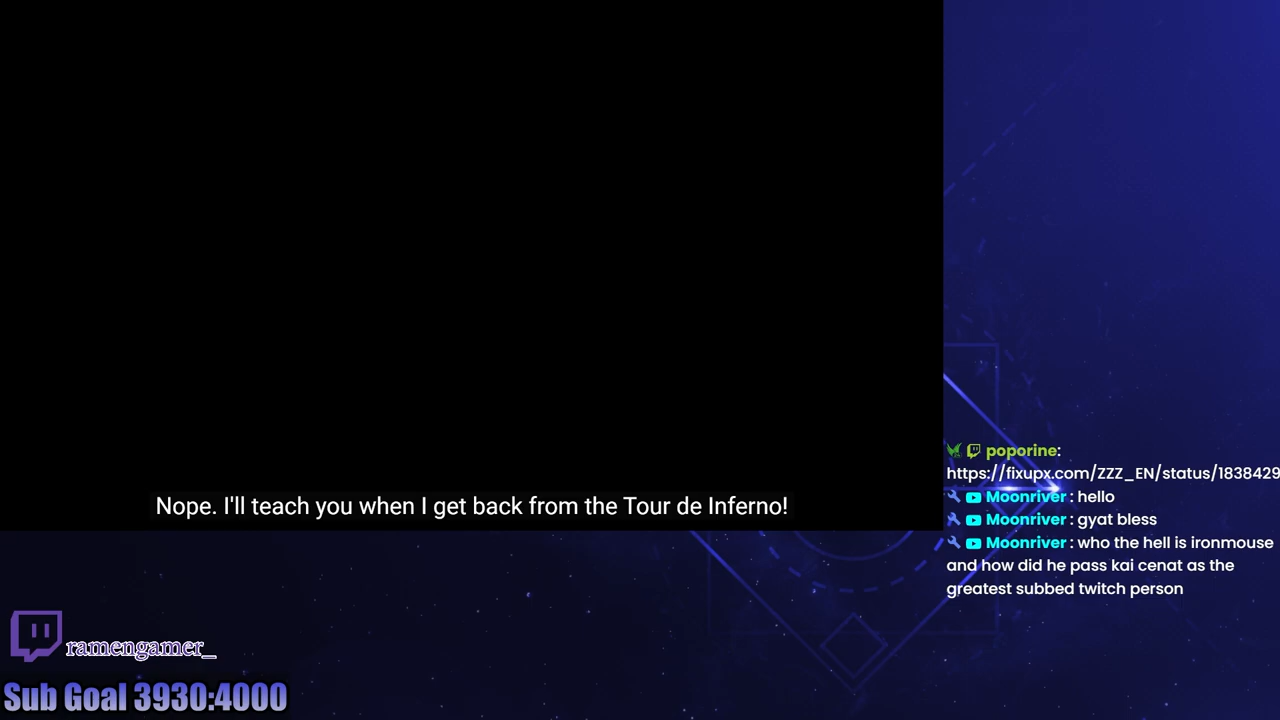 Nope. I'll teach you when I get back from the Tour de Inferno!
poporine:
https://fixupx.com/ZZZ_EN/status/1838429
Moonriver : hello
Moonriver : gyat bless
Moonriver : who the hell is ironmouse
and how did he pass kai cenat as the
greatest subbed twitch person
ramengamer_
Sub Goal 3930:4000